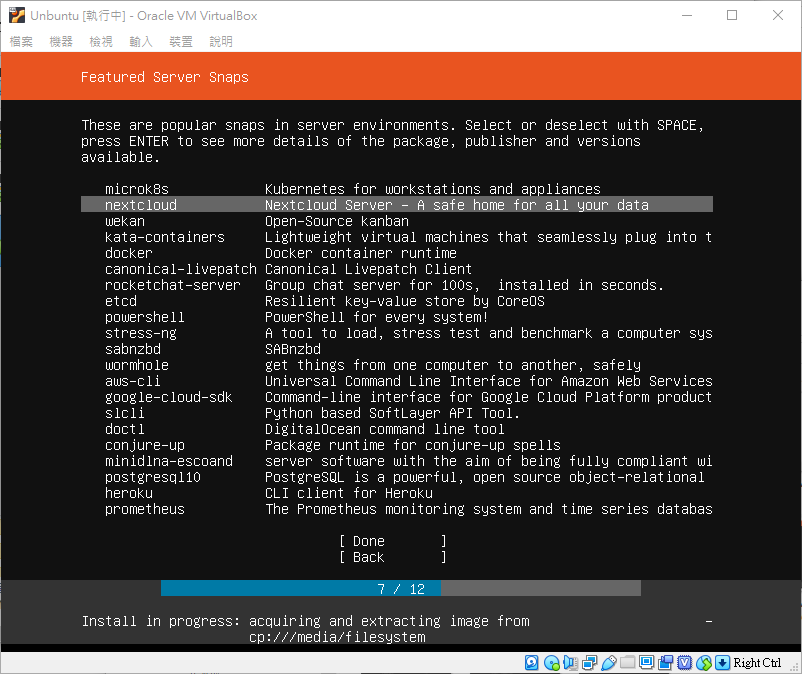 Unbuntu [執行中] - Oracle VM VirtualBox
檔案 機器 檢視 輸入 裝置 說明
Featured Server Snaps
These are popular snaps in server environments. Select or deselect with SPACE,
press ENTER to see more details of the package, publisher and versions
available.
microk8s Kubernetes for workstations and appliances
nextcloud Nextcloud Server - A safe home for all your data
wekan Open-Source kanban
kata-containers Lightweight virtual machines that seamlessly plug into t
docker Docker container runtime
canonical-livepatch Canonical Livepatch Client
rocketchat-server Group chat server for 100s, installed in seconds.
etcd Resilient key-value store by CoreOS
powershell PowerShell for every system!
stress-ng A tool to load, stress test and benchmark a computer sys
sabnzbd SABnzbd
wormhole get things from one computer to another, safely
aws-cli Universal Command Line Interface for Amazon Web Services
google-cloud-sdk Command-line interface for Google Cloud Platform product
slcli Python based SoftLayer API Tool.
doctl DigitalOcean command line tool
conjure-up Package runtime for conjure-up spells
minidlna-escoand server software with the aim of being fully compliant wi
postgresql10 PostgreSQL is a powerful, open source object-relational
heroku CLI client for Heroku
prometheus The Prometheus monitoring system and time series databas
[ Done ]
[ Back ]
7 / 12
Install in progress: acquiring and extracting image from -
cp:///media/filesystem
Right Ctrl